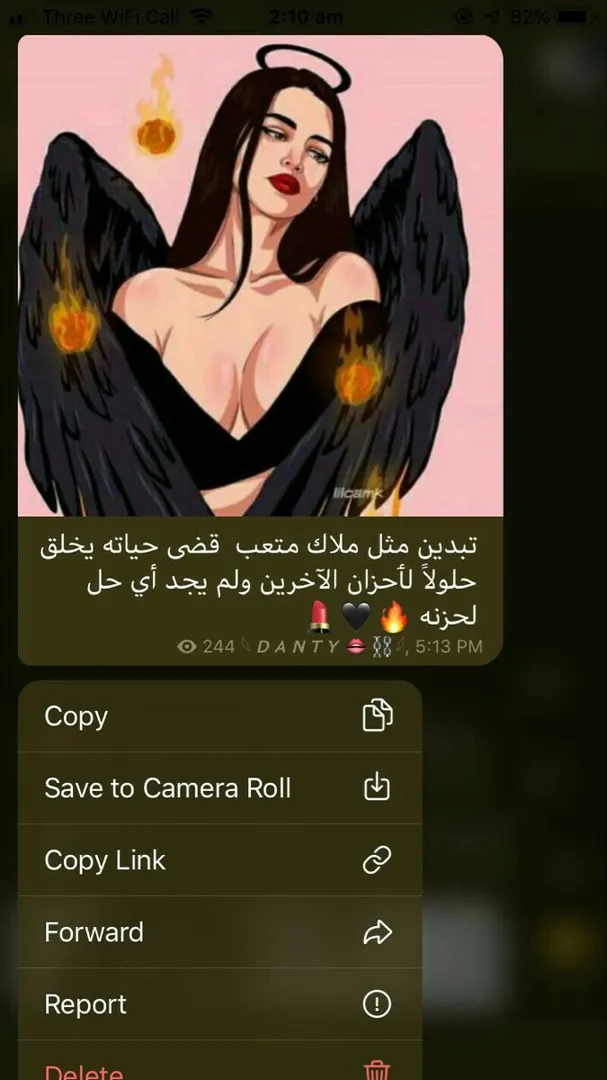 Three WiFi Call 2:10 am 82%
lilcamk
تبدين مثل ملاك متعب قضى حياته يخلق
حلولاً لأحزان الآخرين ولم يجد أي حل
لحزنه 🔥 🖤 💄
244 𝘿𝘼𝙉𝙏𝙔 👄⛓, 5:13 PM
Copy
Save to Camera Roll
Copy Link
Forward
Report
Delete